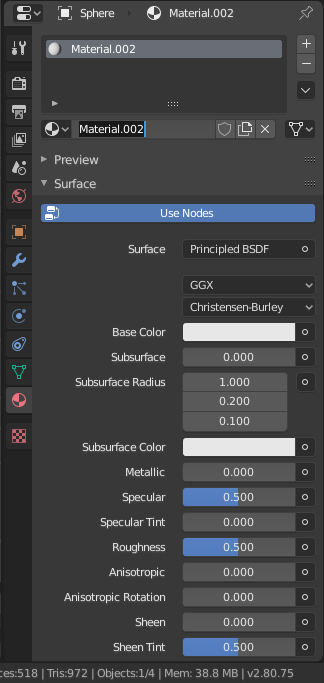 Sphere Material.002
Material.002
Material.002
Preview
Surface
Use Nodes
Surface Principled BSDF
GGX
Christensen-Burley
Base Color
Subsurface 0.000
Subsurface Radius 1.000
0.200
0.100
Subsurface Color
Metallic 0.000
Specular 0.500
Specular Tint 0.000
Roughness 0.500
Anisotropic 0.000
Anisotropic Rotation 0.000
Sheen 0.000
Sheen Tint 0.500
ces:518 | Tris:972 | Objects:1/4 | Mem: 38.8 MB | v2.80.75